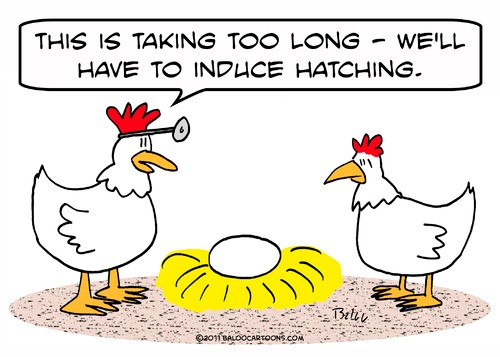 THIS IS TAKING TOO LONG – WE'LL
HAVE TO INDUCE HATCHING.
©2011 BALOOCARTOONS.COM